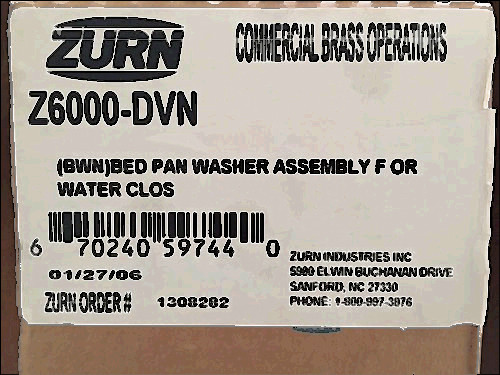 ZURN
COMMERCIAL BRASS OPERATIONS
Z6000-DVN
(BWN)BED PAN WASHER ASSEMBLY F OR
WATER CLOS
6 70240 59744 0
01/27/06
ZURN ORDER # 1308282
ZURN INDUSTRIES INC
5900 ELWIN BUCHANAN DRIVE
SANFORD, NC 27330
PHONE: 1-800-997-3876